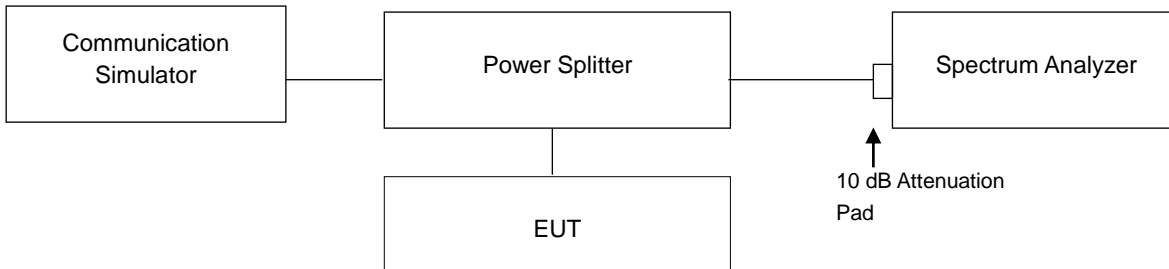 Communication
Simulator
Power Splitter
Spectrum Analyzer
10 dB Attenuation
Pad
EUT